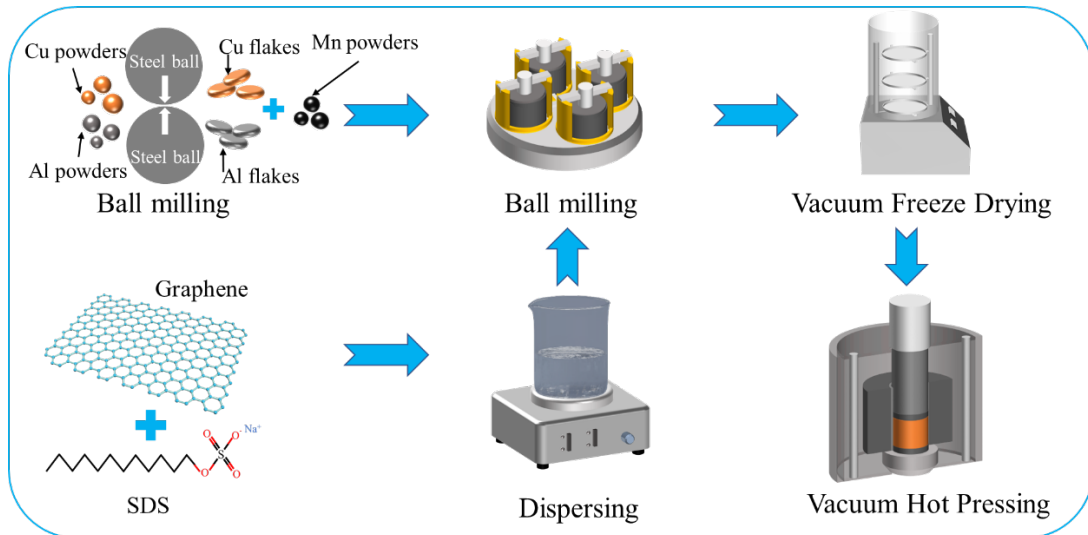 Cu powders
Steel ball
Cu flakes
Mn powders
Al powders
Steel ball
Al flakes
Ball milling
Ball milling
Vacuum Freeze Drying
Graphene
O
O- Na+
S
O
O
SDS
Dispersing
Vacuum Hot Pressing